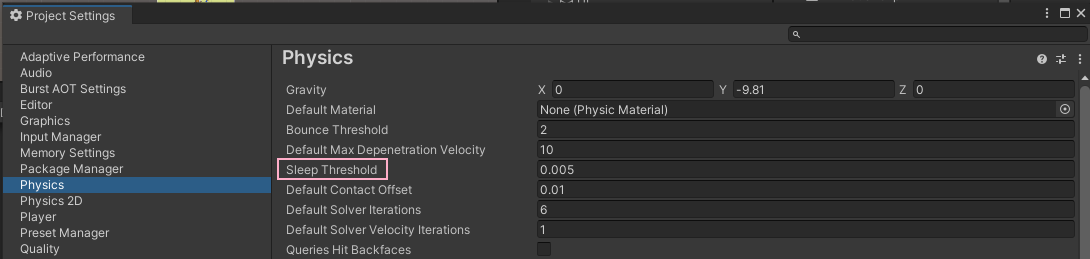 Project Settings
Adaptive Performance
Audio
Burst AOT Settings
Editor
Graphics
Input Manager
Memory Settings
Package Manager
Physics
Physics 2D
Player
Preset Manager
Quality
Physics
Gravity X 0 Y -9.81 Z 0
Default Material None (Physic Material)
Bounce Threshold 2
Default Max Depenetration Velocity 10
Sleep Threshold 0.005
Default Contact Offset 0.01
Default Solver Iterations 6
Default Solver Velocity Iterations 1
Queries Hit Backfaces